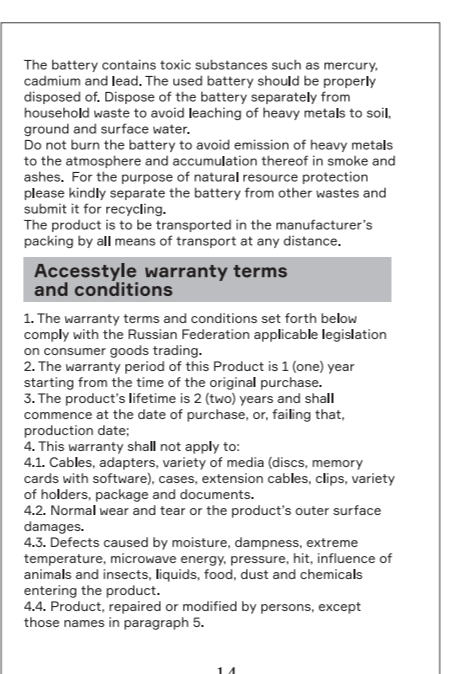 The battery contains toxic substances such as mercury,
cadmium and lead. The used battery should be properly
disposed of. Dispose of the battery separately from
household waste to avoid leaching of heavy metals to soil,
ground and surface water.
Do not burn the battery to avoid emission of heavy metals
to the atmosphere and accumulation thereof in smoke and
ashes. For the purpose of natural resource protection
please kindly separate the battery from other wastes and
submit it for recycling.
The product is to be transported in the manufacturer's
packing by all means of transport at any distance.
Accesstyle warranty terms
and conditions
1. The warranty terms and conditions set forth below
comply with the Russian Federation applicable legislation
on consumer goods trading.
2. The warranty period of this Product is 1 (one) year
starting from the time of the original purchase.
3. The product's lifetime is 2 (two) years and shall
commence at the date of purchase, or, failing that,
production date;
4. This warranty shall not apply to:
4.1. Cables, adapters, variety of media (discs, memory
cards with software), cases, extension cables, clips, variety
of holders, package and documents.
4.2. Normal wear and tear or the product's outer surface
damages.
4.3. Defects caused by moisture, dampness, extreme
temperature, microwave energy, pressure, hit, influence of
animals and insects, liquids, food, dust and chemicals
entering the product.
4.4. Product, repaired or modified by persons, except
those names in paragraph 5.
14